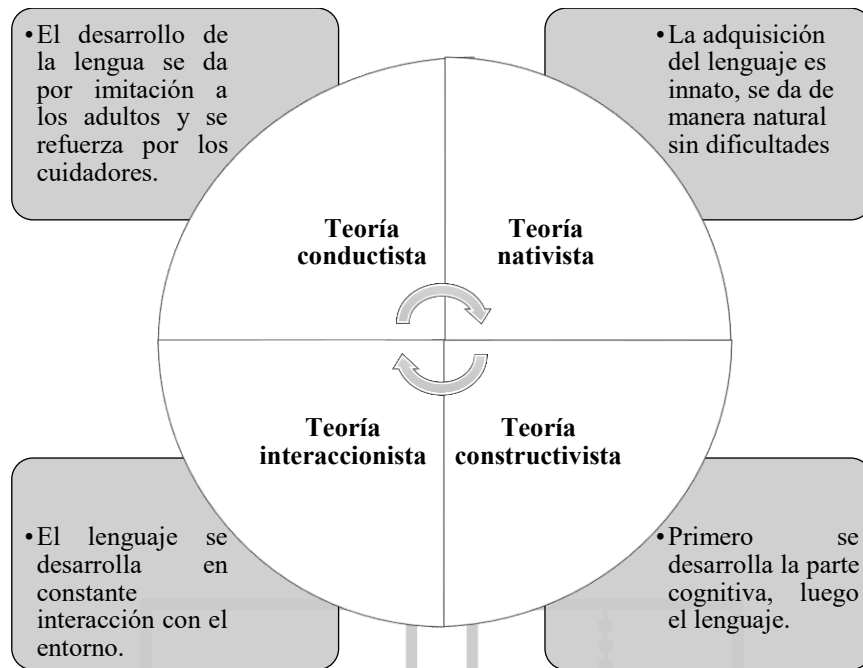 •El desarrollo de
la lengua se da
por imitación a
los adultos y se
refuerza por los
cuidadores.
•La adquisición
del lenguaje es
innato, se da de
manera natural
sin dificultades
Teoría
conductista
Teoría
nativista
Teoría
interaccionista
Teoría
constructivista
•El lenguaje se
desarrolla en
constante
interacción con el
entorno.
•Primero se
desarrolla la parte
cognitiva, luego
el lenguaje.